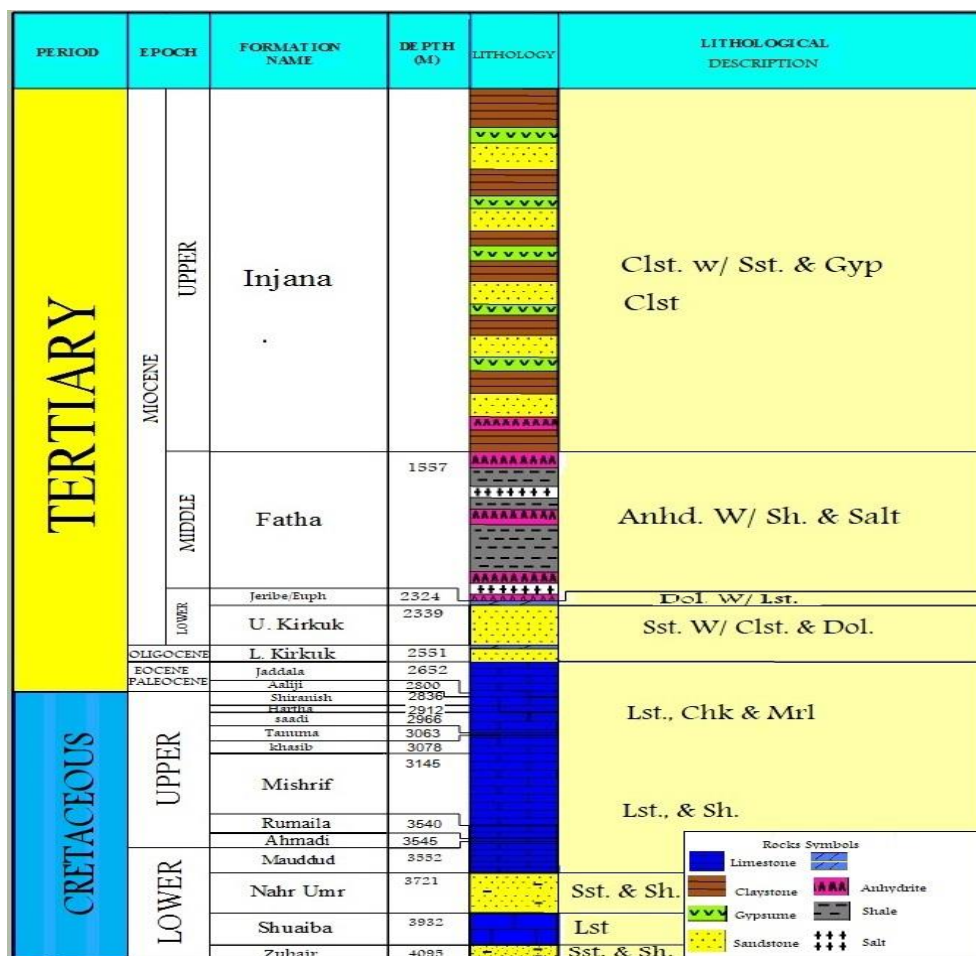 PERIOD
EPOCH
FORMATION NAME
DEPTH (M)
LITHOLOGY
LITHOLOGICAL DESCRIPTION
TERTIARY
MIOCENE
UPPER
Injana
Clst. w/ Sst. & Gyp
Clst
MIDDLE
Fatha
1557
Anhd. W/ Sh. & Salt
LOWER
Jeribe/Euph
2324
Dol. W/ Lst.
U. Kirkuk
2339
Sst. W/ Clst. & Dol.
OLIGOCENE
L. Kirkuk
2551
EOCENE
PALEOCENE
Jaddala
2652
Aaliji
2800
CRETACEOUS
UPPER
Shiranish
2836
Hartha
2912
saadi
2966
Lst., Chk & Mrl
Tanuma
3063
khasib
3078
Mishrif
3145
Lst., & Sh.
Rumaila
3540
Ahmadi
3545
LOWER
Mauddud
3552
Nahr Umr
3721
Sst. & Sh.
Shuaiba
3932
Lst
Zubair
4095
Sst, & Sh.
Rocks Symbols
Limestone
Claystone
Anhydrite
Gypsume
Shale
Sandstone
Salt